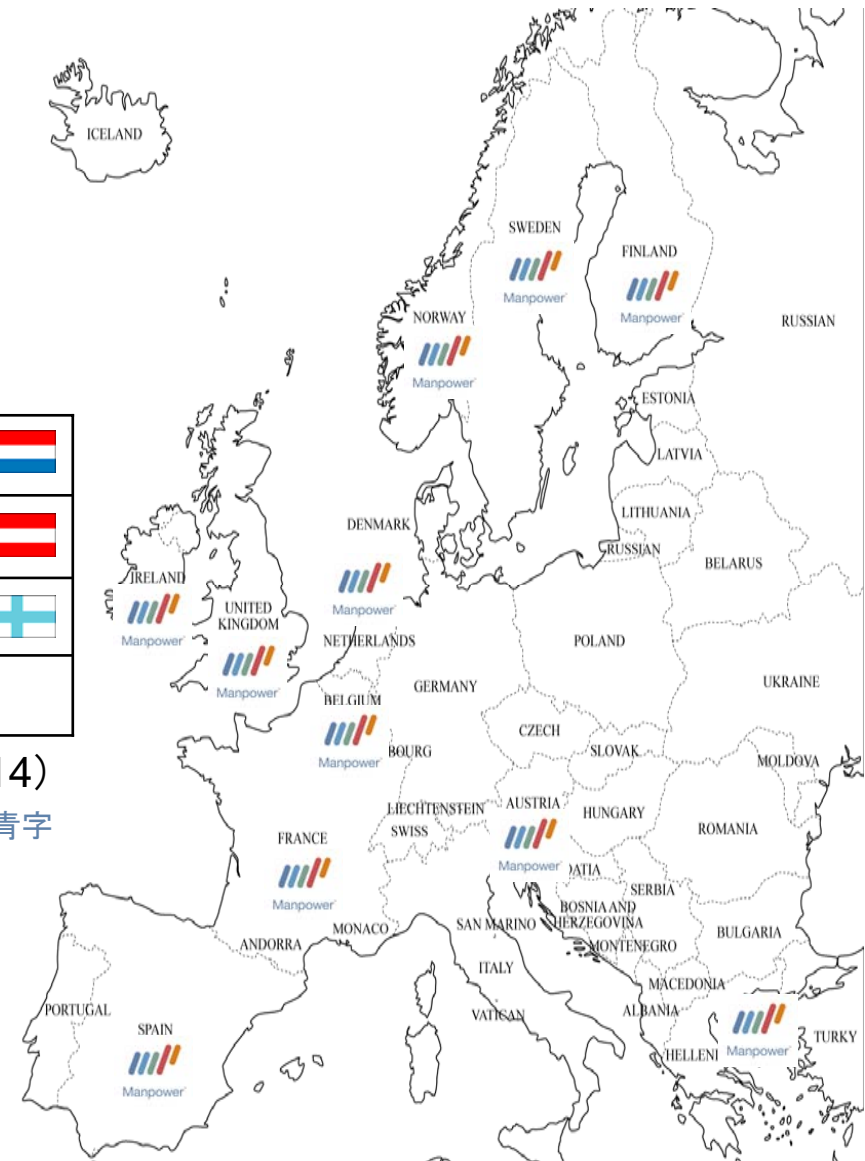 ICELAND
SWEDEN
Manpower
FINLAND
Manpower
RUSSIAN
NORWAY
Manpower
ESTONIA
LATVIA
LITHUANIA
DENMARK
RUSSIAN
BELARUS
Manpower
IRELAND
Manpower
UNITED
KINGDOM
Manpower
NETHERLANDS
POLAND
GERMANY
UKRAINE
BELGIUM
Manpower
CZECH
BOURG
SLOVAK
MOLDOVA
14)
青字
LIECHTENSTEIN
SWISS
AUSTRIA
Manpower
HUNGARY
ROMANIA
FRANCE
Manpower
OATIA
SERBIA
BOSNIA AND
HERZEGOVINA
SAN MARINO
MONACO
ANDORRA
MONTENEGRO
BULGARIA
ITALY
MACEDONIA
PORTUGAL
VATICAN
ALBANIA
SPAIN
Manpower
HELLENI
Manpower
TURKY